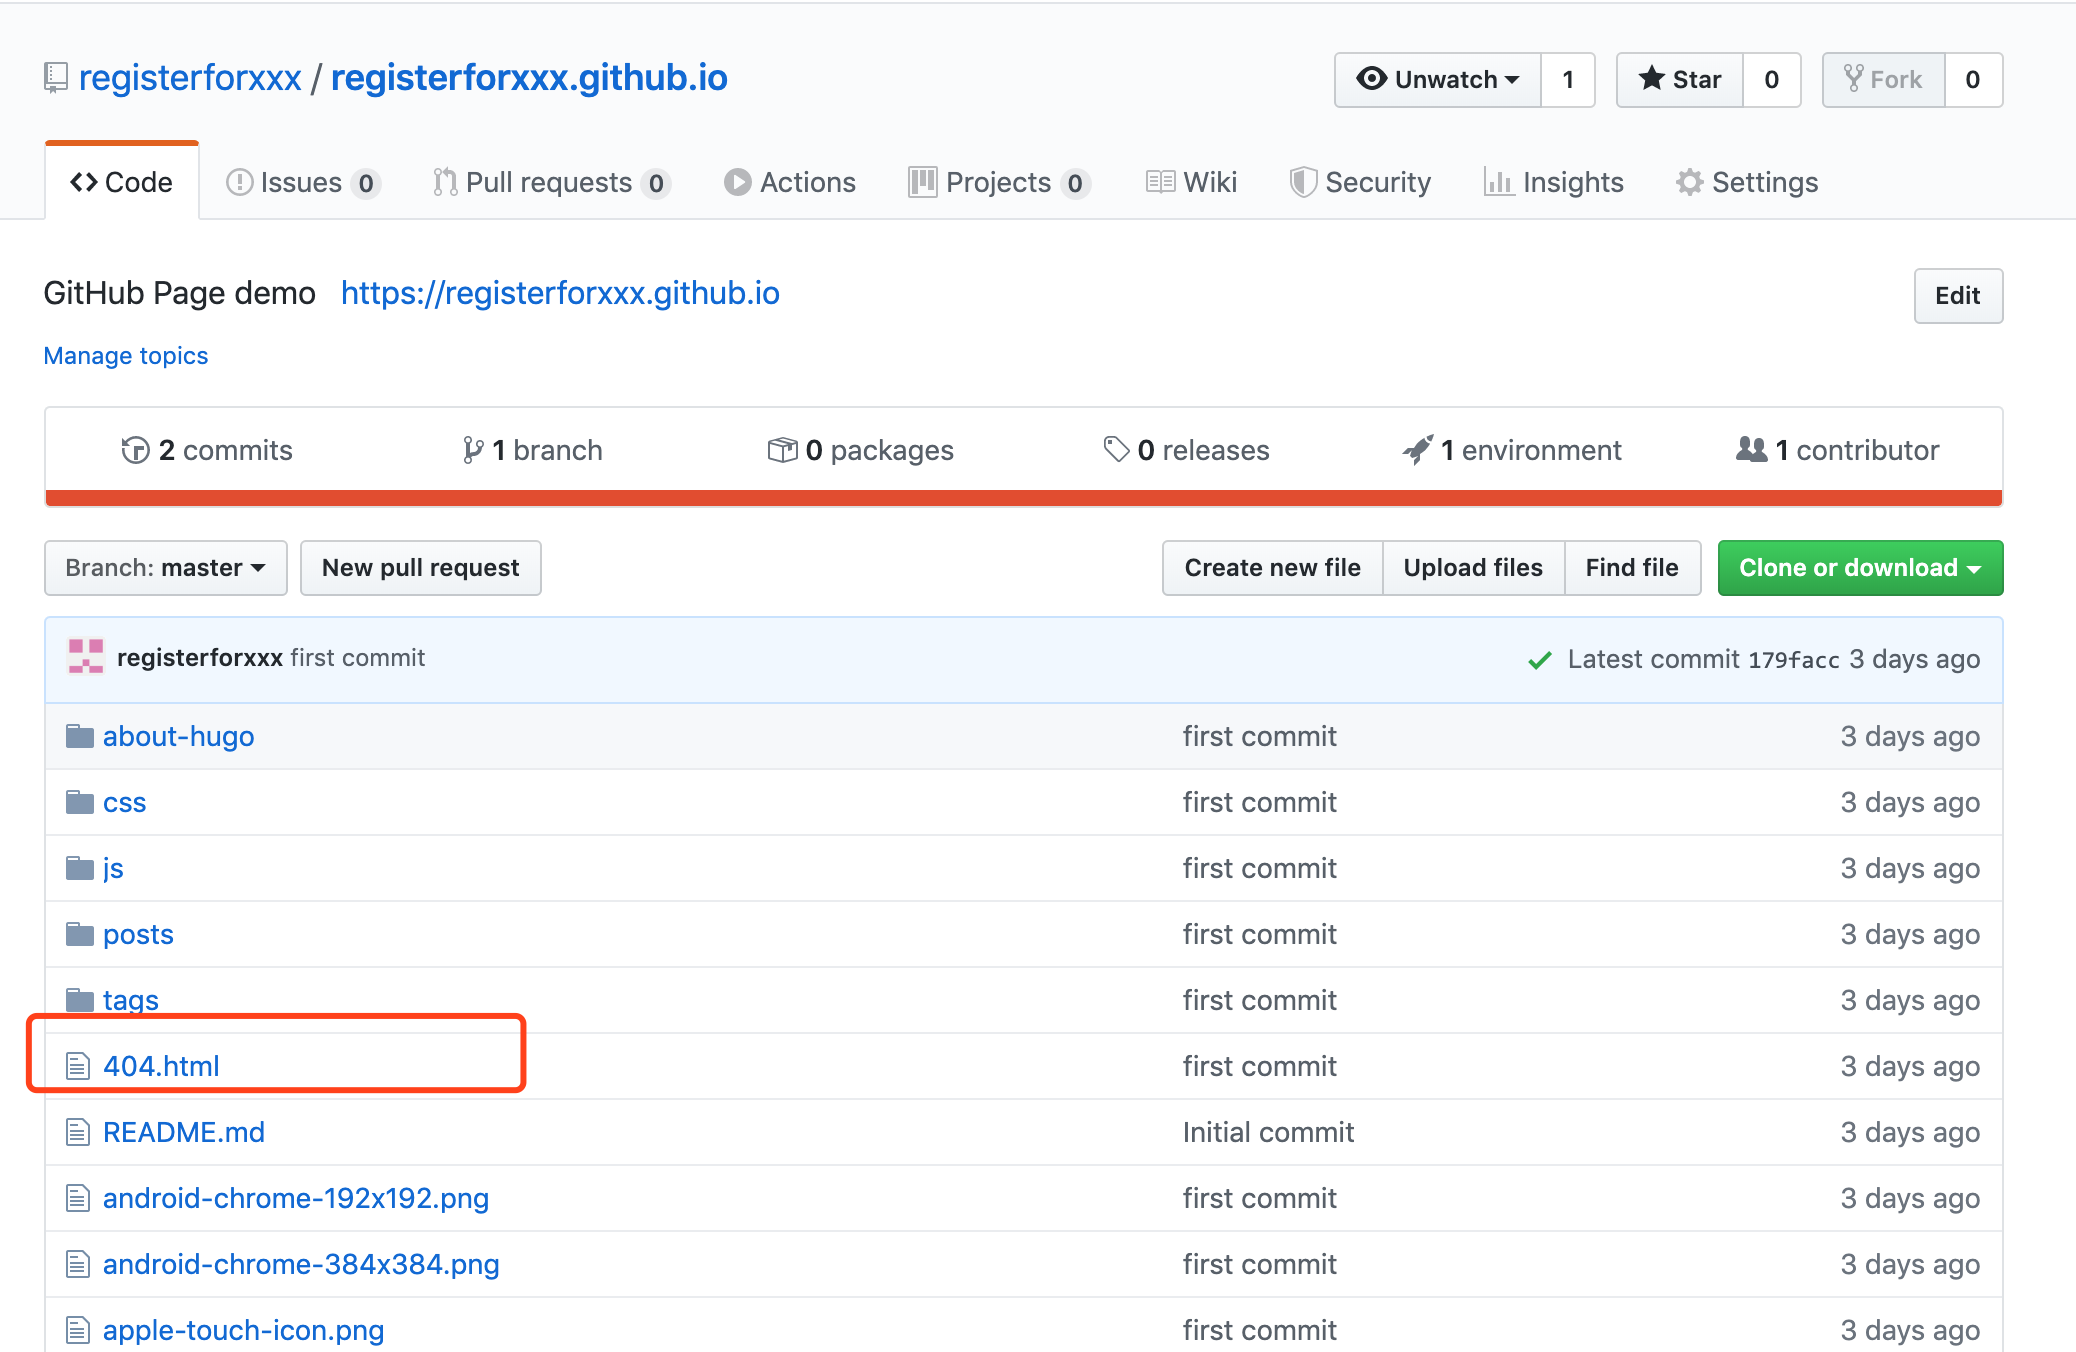 registerforxxx / registerforxxx.github.io Unwatch 1 Star 0 Fork 0
Code Issues 0 Pull requests 0 Actions Projects 0 Wiki Security Insights Settings
GitHub Page demo https://registerforxxx.github.io Edit
Manage topics
2 commits 1 branch 0 packages 0 releases 1 environment 1 contributor
Branch: master New pull request Create new file Upload files Find file Clone or download
registerforxxx first commit Latest commit 179facc 3 days ago
about-hugo first commit 3 days ago
css first commit 3 days ago
js first commit 3 days ago
posts first commit 3 days ago
tags first commit 3 days ago
404.html first commit 3 days ago
README.md Initial commit 3 days ago
android-chrome-192x192.png first commit 3 days ago
android-chrome-384x384.png first commit 3 days ago
apple-touch-icon.png first commit 3 days ago